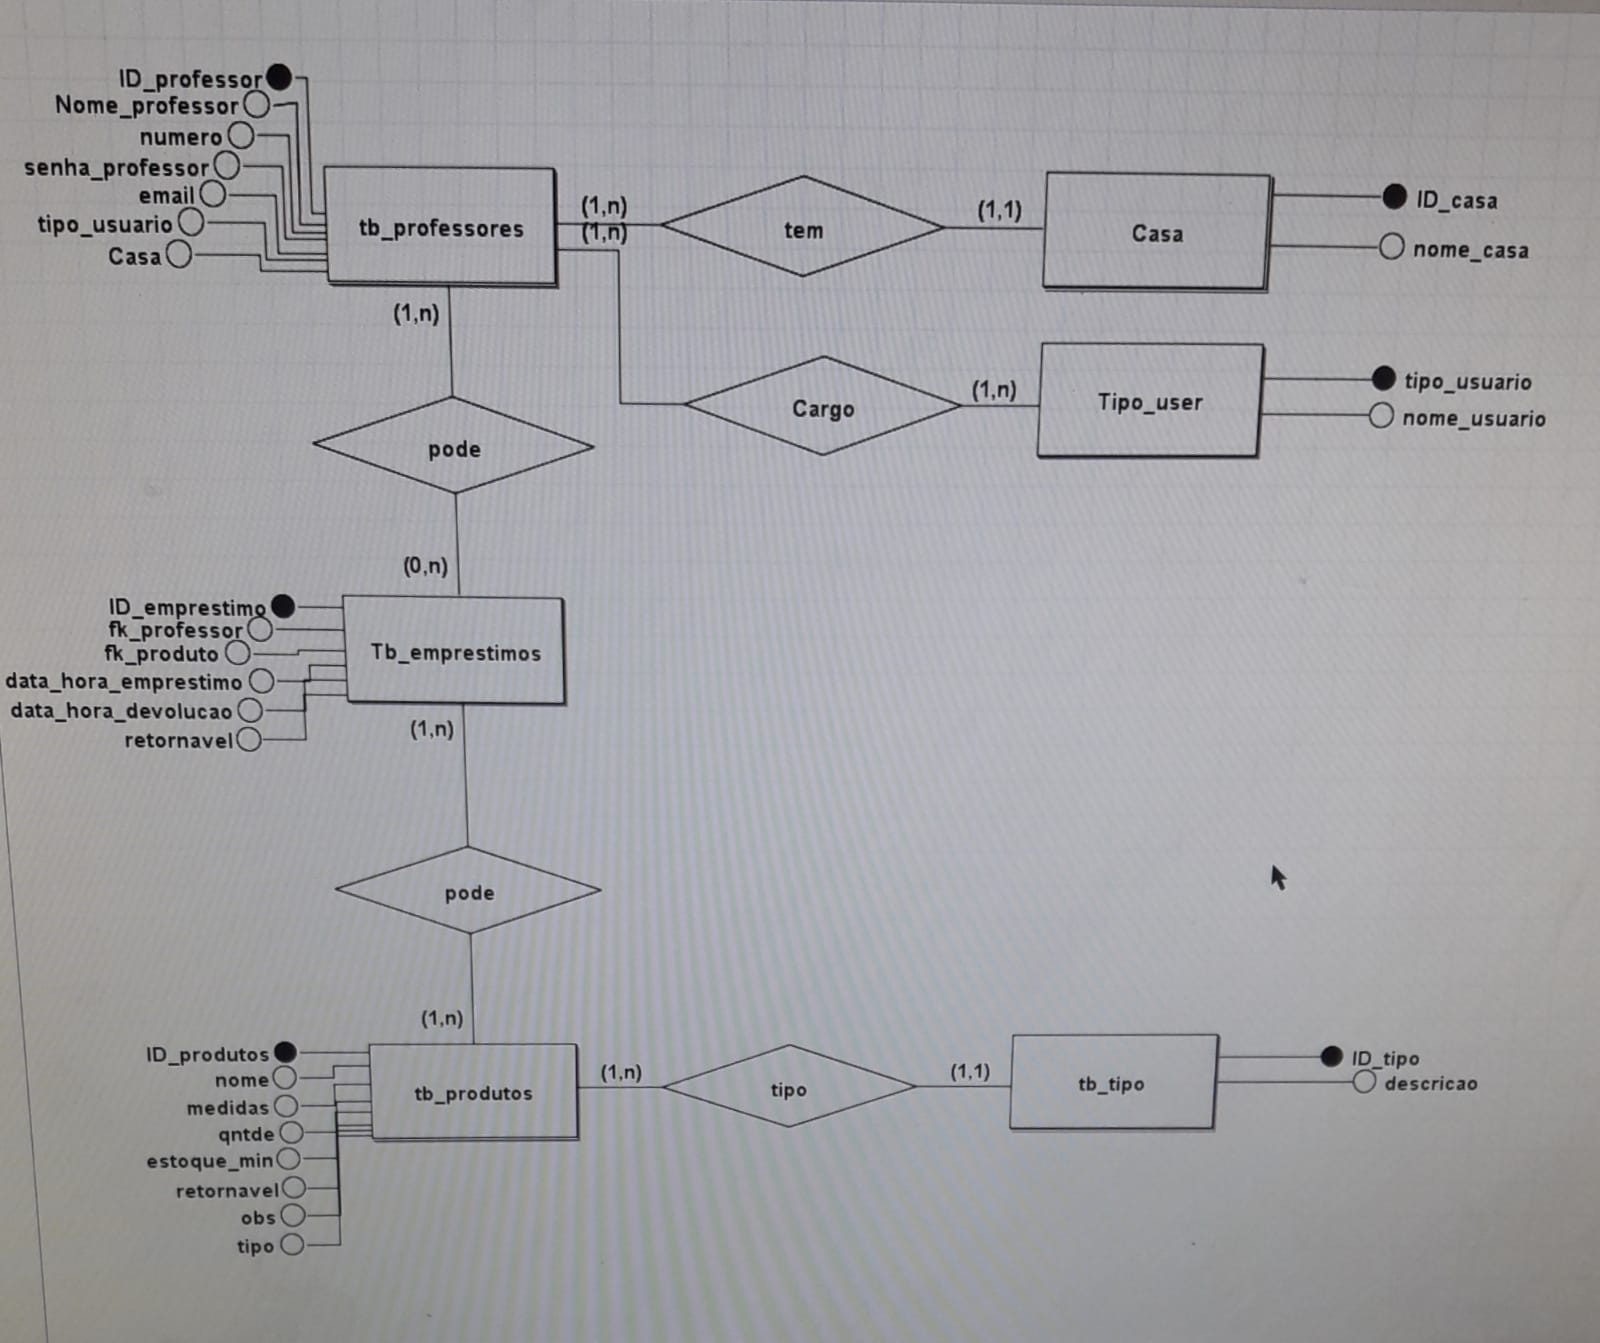 ID_professor
Nome_professor
numero
senha_professor
email
tipo_usuario
Casa
tb_professores
(1,n)
(1,n)
tem
(1,1)
Casa
ID_casa
nome_casa
(1,n)
Cargo
(1,n)
Tipo_user
tipo_usuario
nome_usuario
pode
(0,n)
ID_emprestimo
fk_professor
fk_produto
data_hora_emprestimo
data_hora_devolucao
retornavel
Tb_emprestimos
(1,n)
pode
(1,n)
ID_produtos
nome
medidas
qntde
estoque_min
retornavel
obs
tipo
tb_produtos
(1,n)
tipo
(1,1)
tb_tipo
ID_tipo
descricao